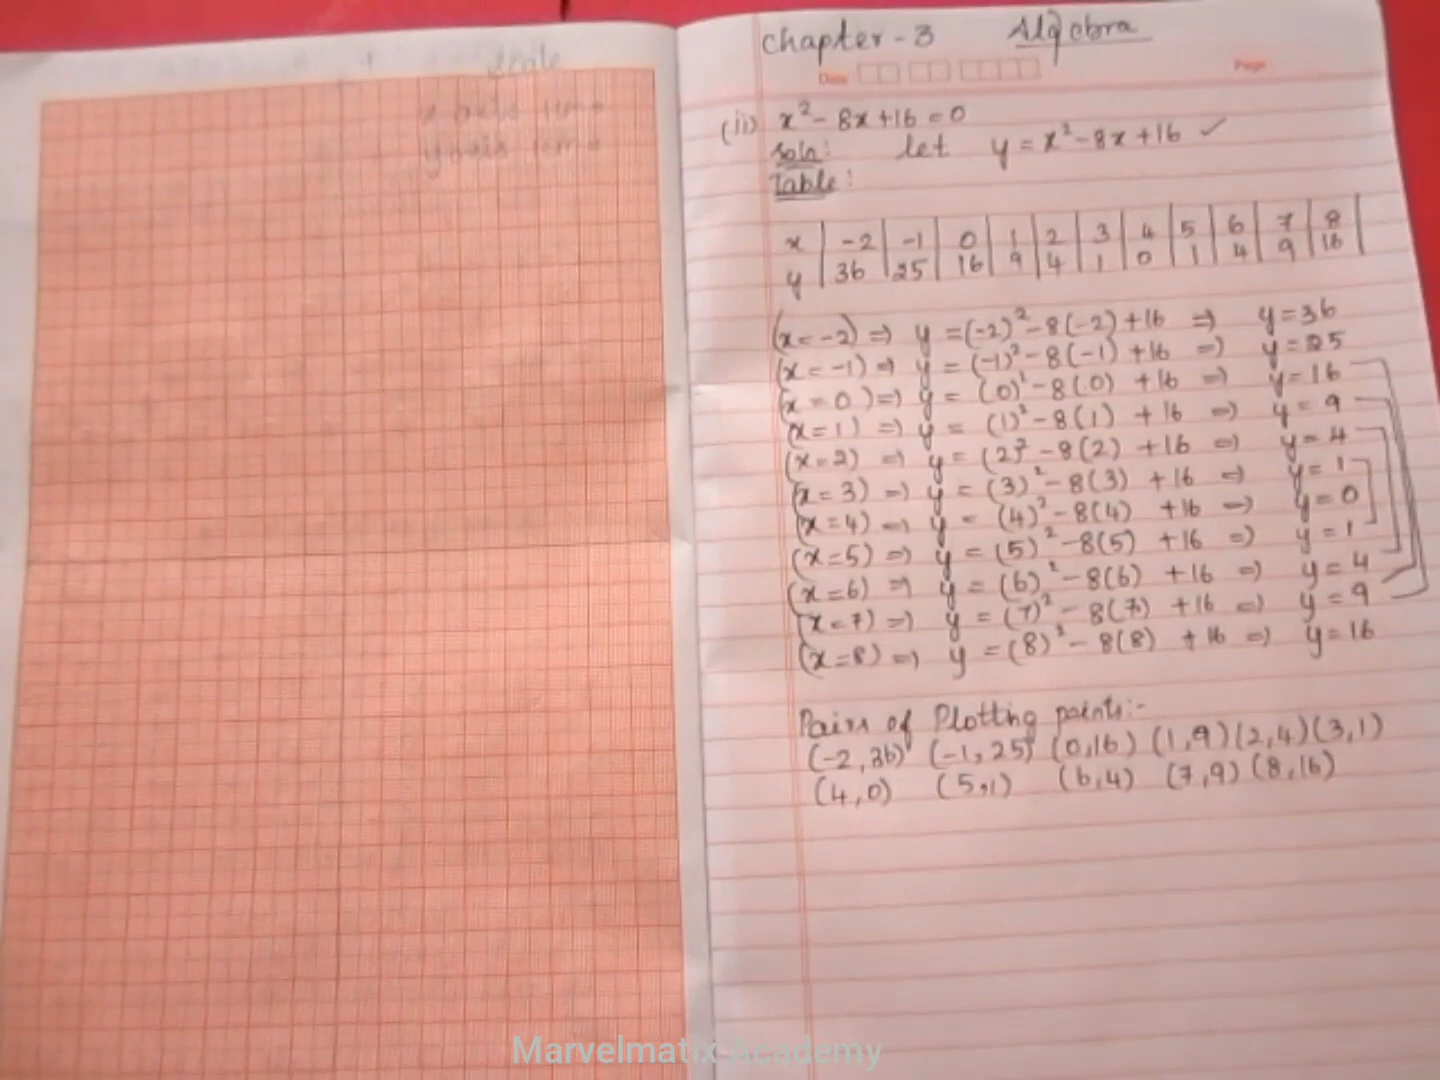 scale
Chapter - 3 Algebra
Date Page
(ii) x² - 8x + 16 = 0
Soln: let y = x² - 8x + 16 ✓
Table:
x | -2 | -1 | 0 | 1 | 2 | 3 | 4 | 5 | 6 | 7 | 8 |
y | 36 | 25 | 16 | 9 | 4 | 1 | 0 | 1 | 4 | 9 | 16 |
(x = -2) ⇒ y = (-2)² - 8(-2) + 16 ⇒ y = 36
(x = -1) ⇒ y = (-1)² - 8(-1) + 16 ⇒ y = 25
(x = 0) ⇒ y = (0)² - 8(0) + 16 ⇒ y = 16
(x = 1) ⇒ y = (1)² - 8(1) + 16 ⇒ y = 9
(x = 2) ⇒ y = (2)² - 8(2) + 16 ⇒ y = 4
(x = 3) ⇒ y = (3)² - 8(3) + 16 ⇒ y = 1
(x = 4) ⇒ y = (4)² - 8(4) + 16 ⇒ y = 0
(x = 5) ⇒ y = (5)² - 8(5) + 16 ⇒ y = 1
(x = 6) ⇒ y = (6)² - 8(6) + 16 ⇒ y = 4
(x = 7) ⇒ y = (7)² - 8(7) + 16 ⇒ y = 9
(x = 8) ⇒ y = (8)² - 8(8) + 16 ⇒ y = 16
Pairs of Plotting points:-
(-2, 36) (-1, 25) (0, 16) (1, 9) (2, 4) (3, 1)
(4, 0) (5, 1) (6, 4) (7, 9) (8, 16)
Marvelmatix Academy